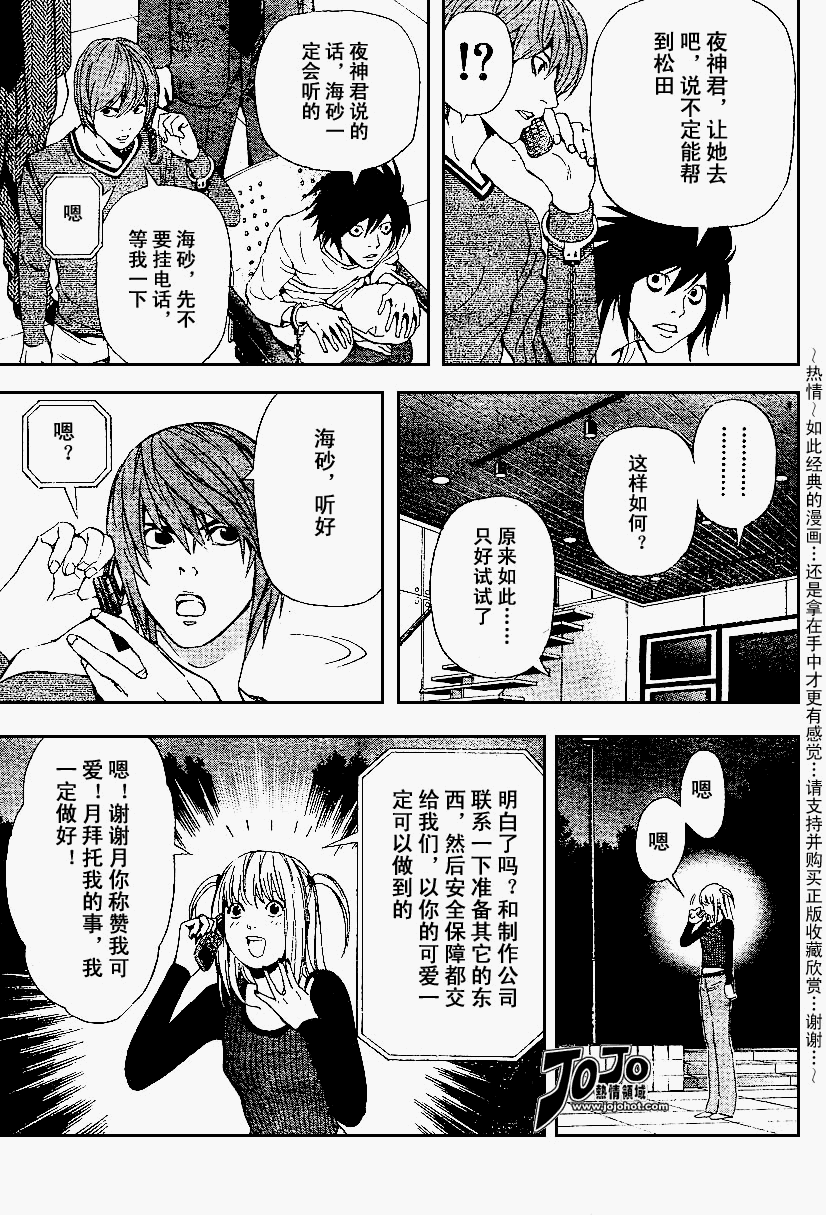 夜神君，让她去
吧，说不定能帮
到松田
!?
夜神君说的
话，海砂一
定会听的
海砂，先不
要挂电话，
等我一下
嗯
…………
这样如何？
原来如此……
只好试试了
海砂，听好
嗯？
嗯
嗯
明白了吗？和制作公司
联系一下准备其它的东
西，然后安全保障都交
给我们，以你的可爱一
定可以做到的
嗯！谢谢月你称赞我可
爱！月拜托我的事，我
一定做好！
JOJO
热情领域
www.jojohot.com
～热情～如此经典的漫画…还是拿在手中才更有感觉…请支持并购买正版收藏欣赏…谢谢…～